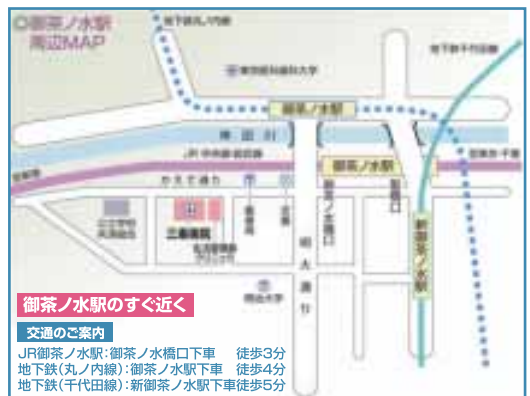 ◎御茶ノ水駅
周辺MAP
地下鉄丸ノ内線
地下鉄千代田線
東京医科歯科大学
御茶ノ水駅
神田川
JR中央線・総武線
御茶ノ水駅
かえで通り
三楽病院
御茶ノ水橋口
明大通り
新御茶ノ水駅
明治大学
御茶ノ水駅のすぐ近く
交通のご案内
JR御茶ノ水駅:御茶ノ水橋口下車 徒歩3分
地下鉄(丸ノ内線):御茶ノ水駅下車 徒歩4分
地下鉄(千代田線):新御茶ノ水駅下車徒歩5分